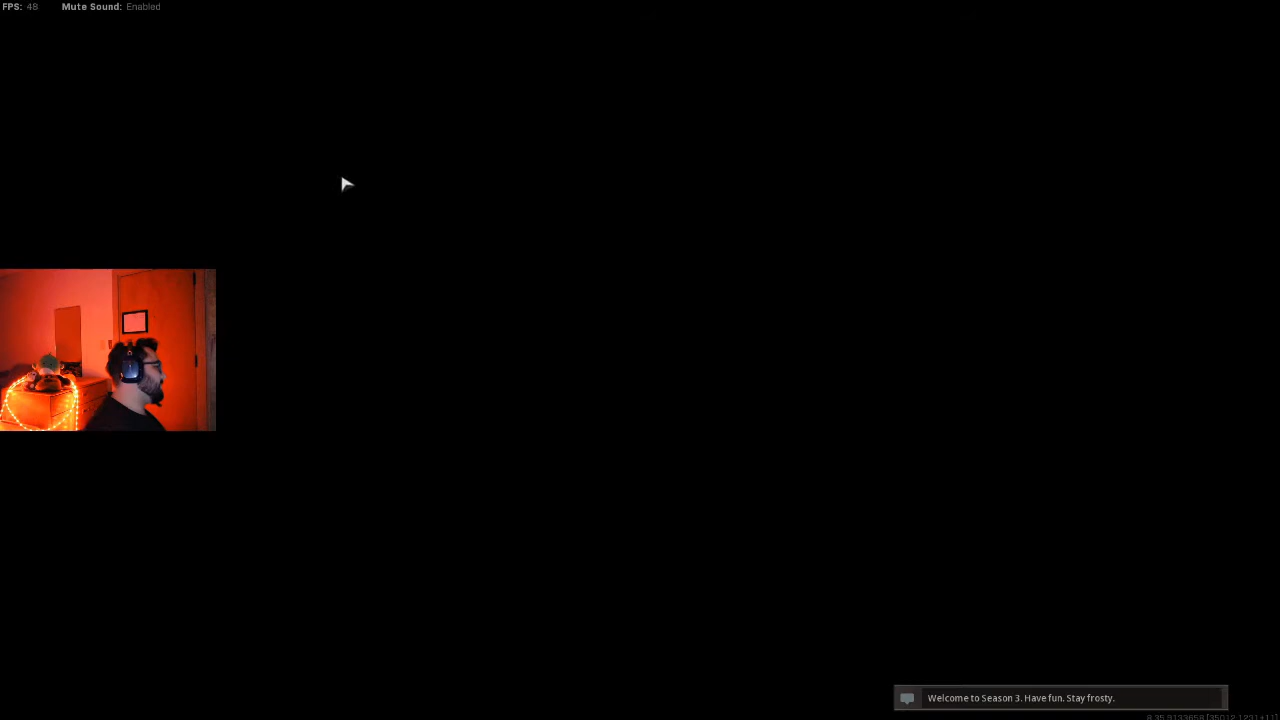 FPS: 48 Mute Sound: Enabled
Welcome to Season 3. Have fun. Stay frosty.